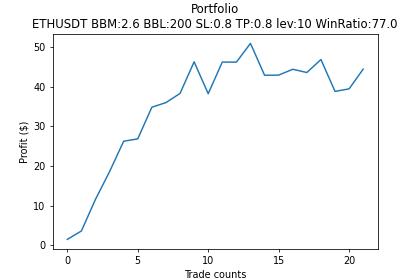 Portfolio
ETHUSDT BBM:2.6 BBL:200 SL:0.8 TP:0.8 lev:10 WinRatio:77.0
50
40
30
20
10
0
Profit ($)
0 5 10 15 20
Trade counts